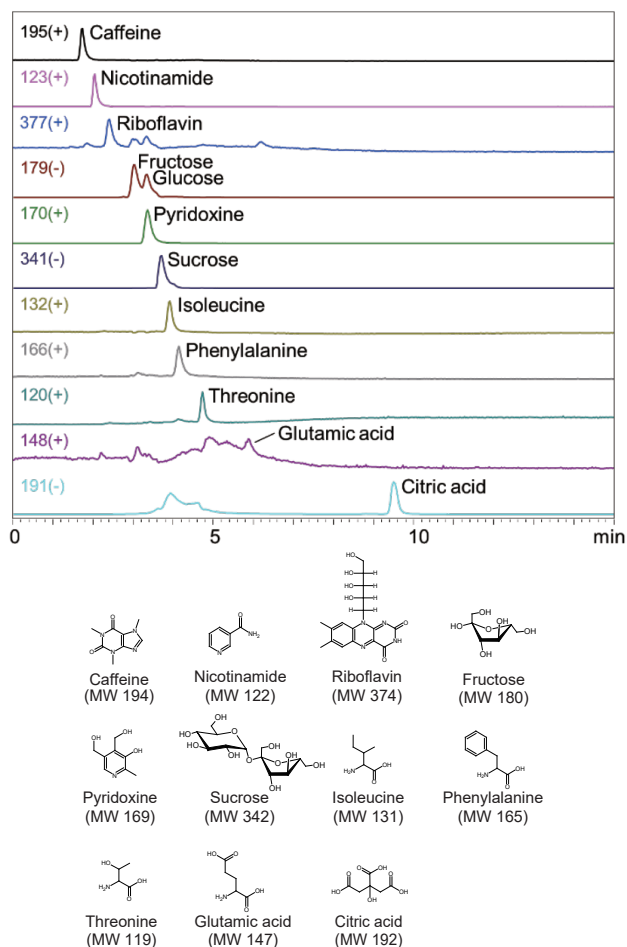 195(+) Caffeine
123(+) Nicotinamide
377(+) Riboflavin
179(-) Fructose
Glucose
170(+) Pyridoxine
341(-) Sucrose
132(+) Isoleucine
166(+) Phenylalanine
120(+) Threonine
148(+) Glutamic acid
191(-) Citric acid
0 5 10 min
Caffeine
(MW 194)
Nicotinamide
(MW 122)
Riboflavin
(MW 374)
Fructose
(MW 180)
Pyridoxine
(MW 169)
Sucrose
(MW 342)
Isoleucine
(MW 131)
Phenylalanine
(MW 165)
Threonine
(MW 119)
Glutamic acid
(MW 147)
Citric acid
(MW 192)